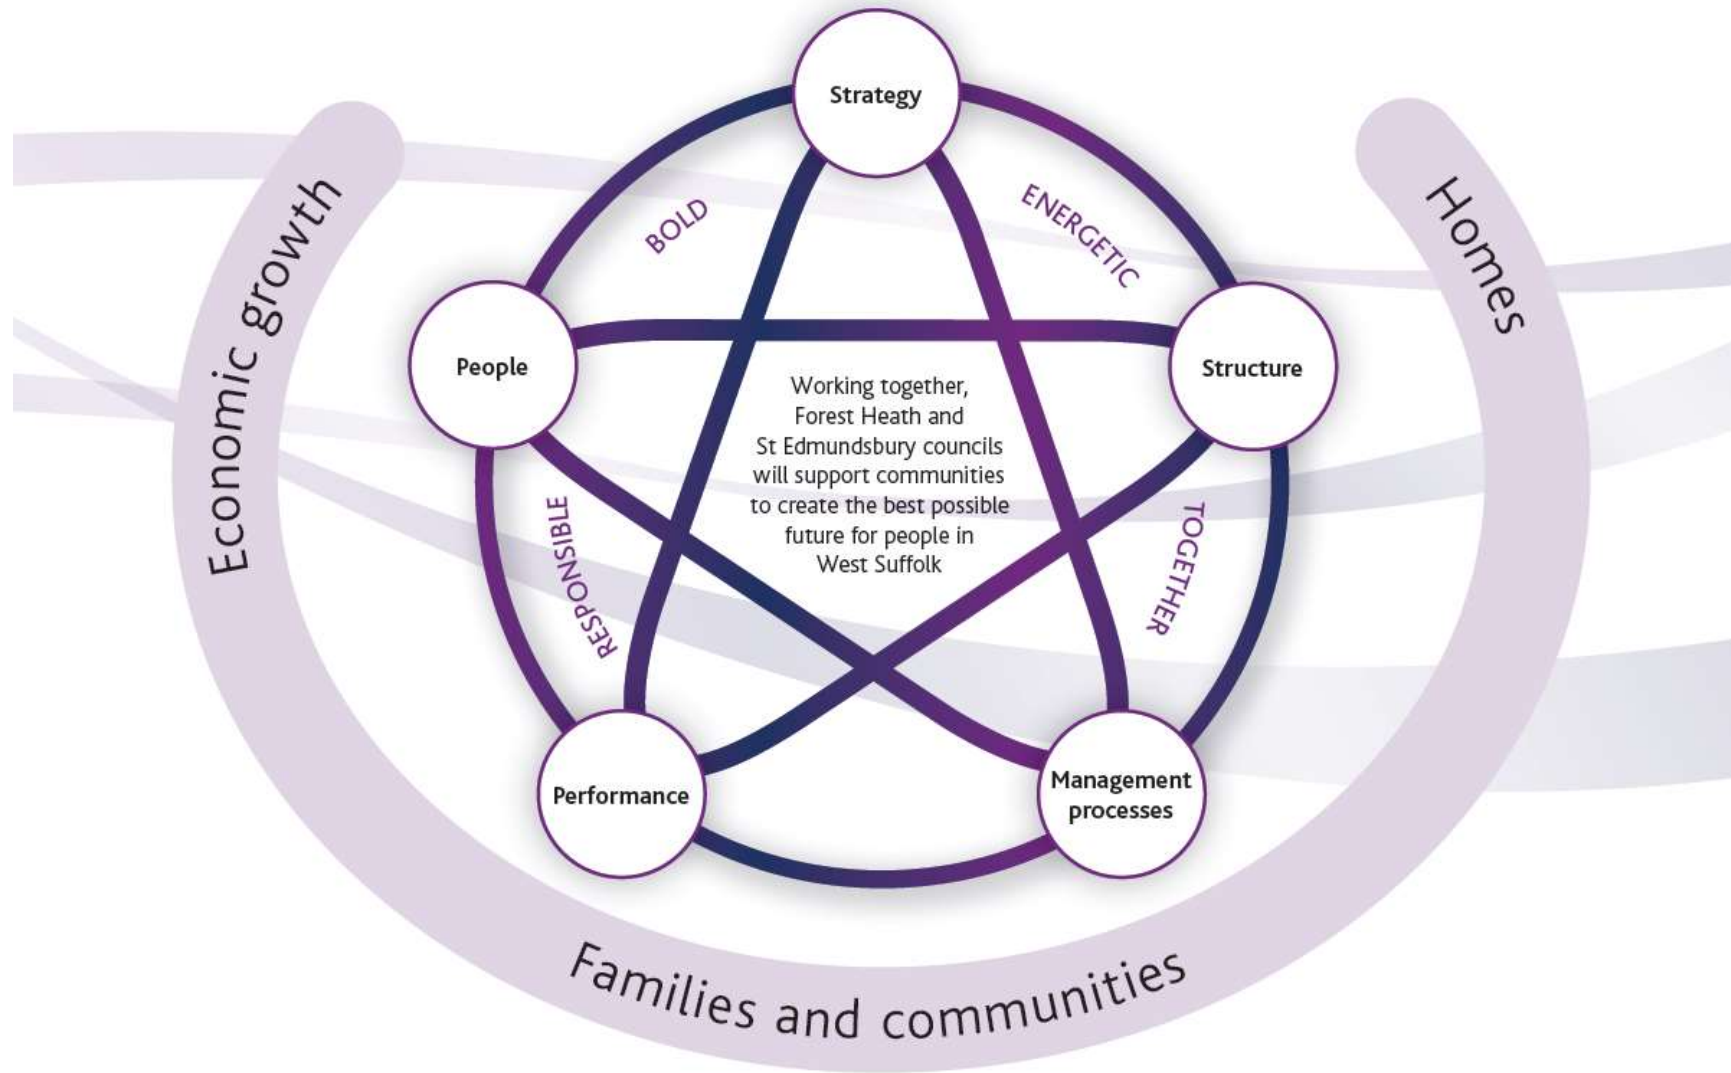 Strategy
BOLD
ENERGETIC
Economic growth
Homes
People
Structure
Working together,
Forest Heath and
St Edmundsbury councils
will support communities
to create the best possible
future for people in
West Suffolk
RESPONSIBLE
TOGETHER
Performance
Management
processes
Families and communities